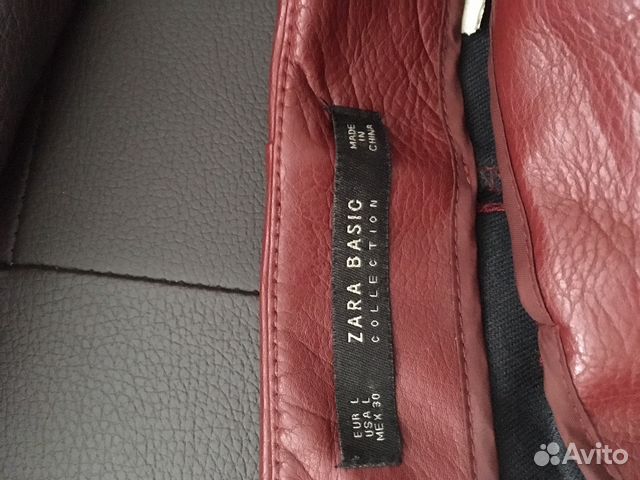 MADE
IN
CHINA
ZARA BASIC
COLLECTION
EUR L
USA L
MEX 30
Avito